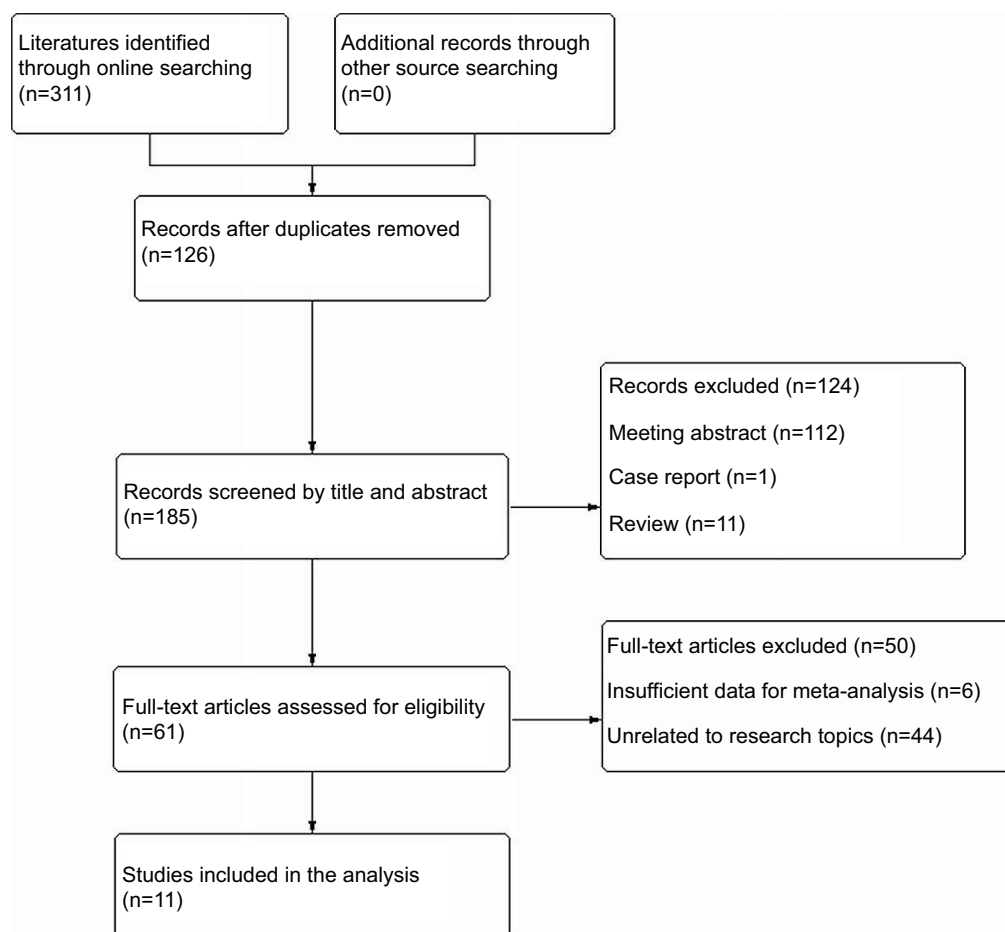 Literatures identified
through online searching
(n=311)
Additional records through
other source searching
(n=0)
Records after duplicates removed
(n=126)
Records screened by title and abstract
(n=185)
Records excluded (n=124)
Meeting abstract (n=112)
Case report (n=1)
Review (n=11)
Full-text articles assessed for eligibility
(n=61)
Full-text articles excluded (n=50)
Insufficient data for meta-analysis (n=6)
Unrelated to research topics (n=44)
Studies included in the analysis
(n=11)